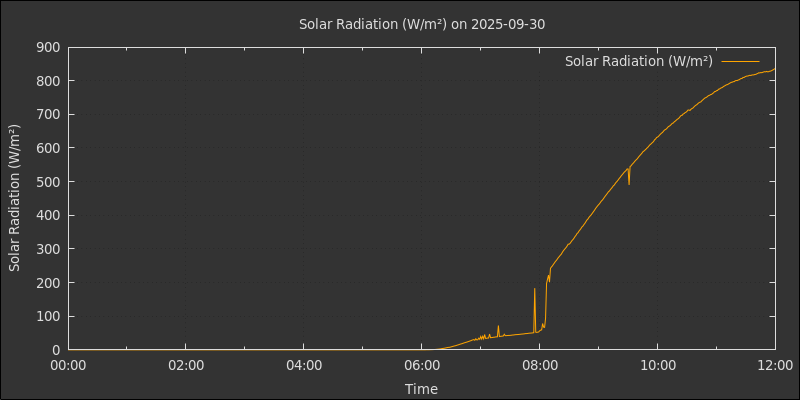 Solar Radiation (W/m²) on 2025-09-30
Solar Radiation (W/m²)
900
800
700
600
500
400
300
200
100
0
Solar Radiation (W/m²)
00:00 02:00 04:00 06:00 08:00 10:00 12:00
Time